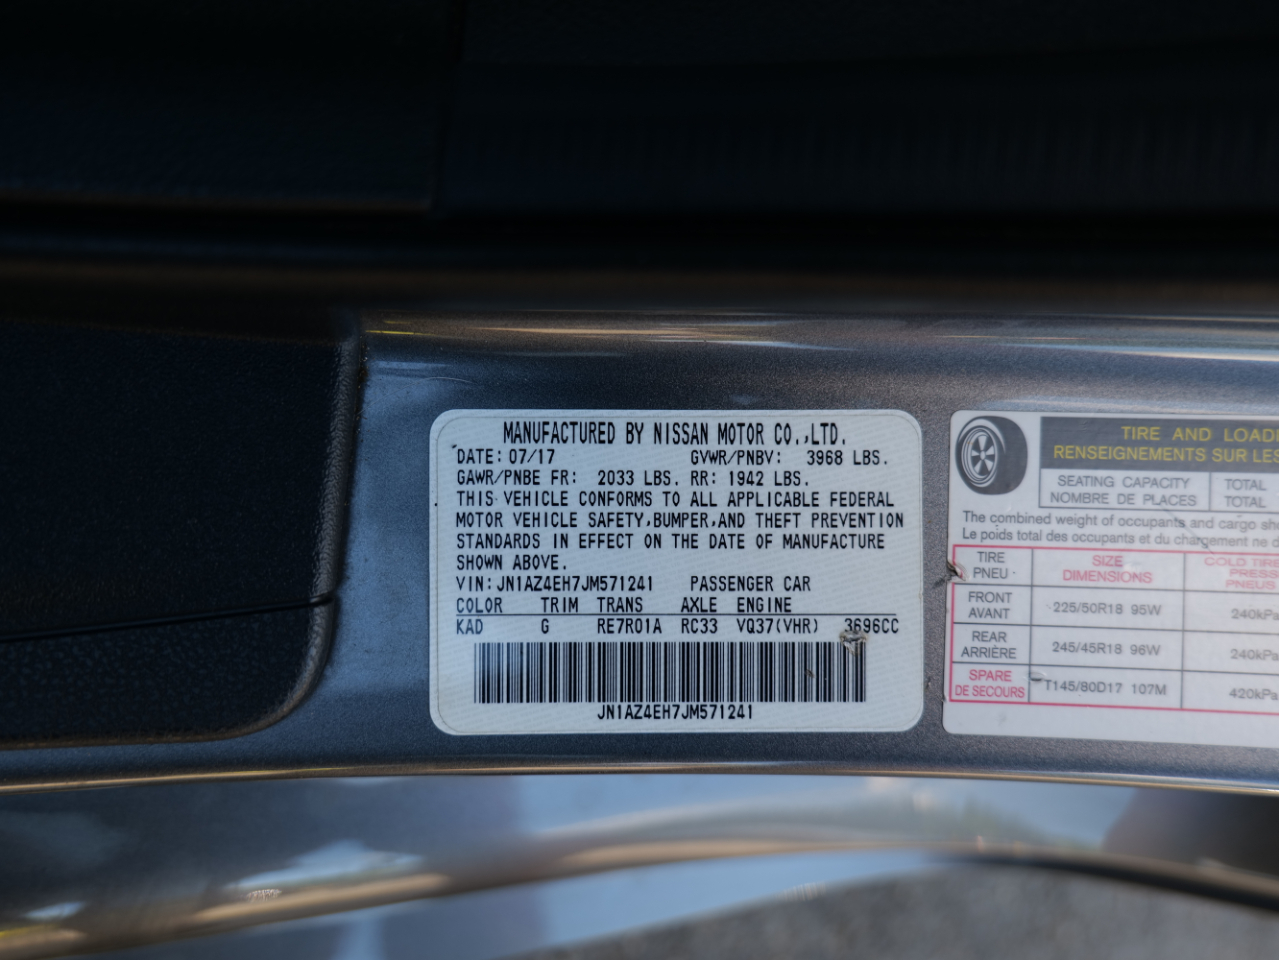 MANUFACTURED BY NISSAN MOTOR CO.,LTD.
DATE: 07/17 GVWR/PNBV: 3968 LBS.
GAWR/PNBE FR: 2033 LBS. RR: 1942 LBS.
THIS VEHICLE CONFORMS TO ALL APPLICABLE FEDERAL
MOTOR VEHICLE SAFETY,BUMPER,AND THEFT PREVENTION
STANDARDS IN EFFECT ON THE DATE OF MANUFACTURE
SHOWN ABOVE.
VIN: JN1AZ4EH7JM571241 PASSENGER CAR
COLOR TRIM TRANS AXLE ENGINE
KAD G RE7R01A RC33 VQ37(VHR) 3696CC
JN1AZ4EH7JM571241
TIRE AND LOADI
RENSEIGNEMENTS SUR LES
SEATING CAPACITY TOTAL
NOMBRE DE PLACES TOTAL
The combined weight of occupants and cargo sh
Le poids total des occupants et du chargement ne d
TIRE SIZE COLD TIRE
PNEU DIMENSIONS PRESS
PNEUS
FRONT
AVANT 225/50R18 95W 240kPa
REAR
ARRIÈRE 245/45R18 96W 240kPa
SPARE
DE SECOURS T145/80D17 107M 420kPa